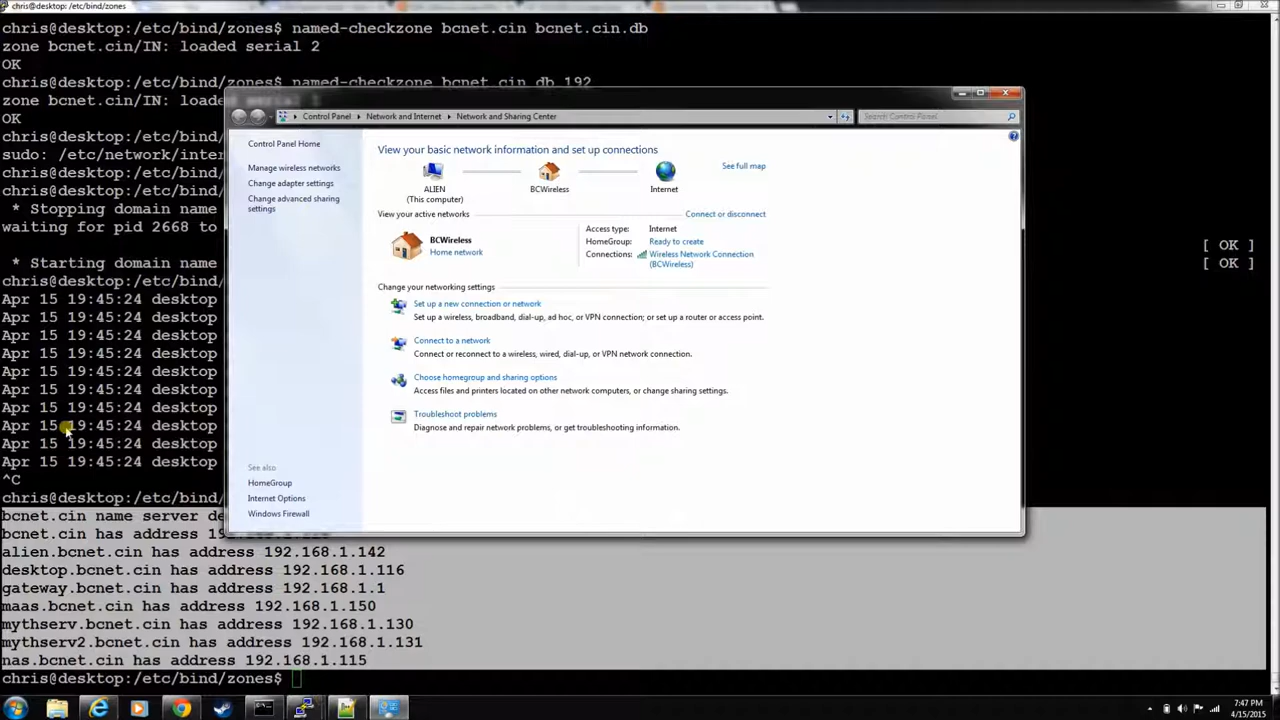 chris@desktop: /etc/bind/zones
chris@desktop:/etc/bind/zones$ named-checkzone bcnet.cin bcnet.cin.db
zone bcnet.cin/IN: loaded serial 2
OK
chris@desktop:/etc/bind/zones$ named-checkzone bcnet.cin db.192
zone bcnet.cin/IN: loade
OK
chris@desktop:/etc/bind/
sudo: /etc/network/inter
chris@desktop:/etc/bind/
chris@desktop:/etc/bind/
* Stopping domain name
waiting for pid 2668 to
[ OK ]
* Starting domain name
[ OK ]
chris@desktop:/etc/bind/
Apr 15 19:45:24 desktop
Apr 15 19:45:24 desktop
Apr 15 19:45:24 desktop
Apr 15 19:45:24 desktop
Apr 15 19:45:24 desktop
Apr 15 19:45:24 desktop
Apr 15 19:45:24 desktop
Apr 15 19:45:24 desktop
Apr 15 19:45:24 desktop
Apr 15 19:45:24 desktop
^C
chris@desktop:/etc/bind/
bcnet.cin name server de
bcnet.cin has address
alien.bcnet.cin has address 192.168.1.142
desktop.bcnet.cin has address 192.168.1.116
gateway.bcnet.cin has address 192.168.1.1
maas.bcnet.cin has address 192.168.1.150
mythserv.bcnet.cin has address 192.168.1.130
mythserv2.bcnet.cin has address 192.168.1.131
nas.bcnet.cin has address 192.168.1.115
chris@desktop:/etc/bind/zones$
Control Panel
Network and Internet
Network and Sharing Center
Search Control Panel
Control Panel Home
Manage wireless networks
Change adapter settings
Change advanced sharing
settings
See also
HomeGroup
Internet Options
Windows Firewall
View your basic network information and set up connections
See full map
ALIEN
(This computer)
BCWireless
Internet
View your active networks
Connect or disconnect
BCWireless
Home network
Access type: Internet
HomeGroup: Ready to create
Connections: Wireless Network Connection
(BCWireless)
Change your networking settings
Set up a new connection or network
Set up a wireless, broadband, dial-up, ad hoc, or VPN connection; or set up a router or access point.
Connect to a network
Connect or reconnect to a wireless, wired, dial-up, or VPN network connection.
Choose homegroup and sharing options
Access files and printers located on other network computers, or change sharing settings.
Troubleshoot problems
Diagnose and repair network problems, or get troubleshooting information.
7:47 PM
4/15/2015